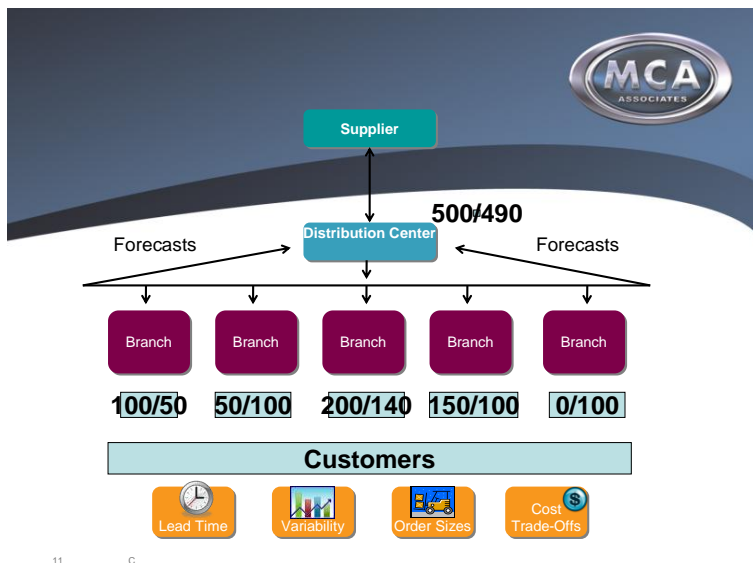 MCA
ASSOCIATES
Supplier
500/490
Distribution Center
Forecasts
Forecasts
Branch
Branch
Branch
Branch
Branch
100/50
50/100
200/140
150/100
0/100
Customers
$
Lead Time
Variability
Order Sizes
Cost
Trade-Offs
11
C